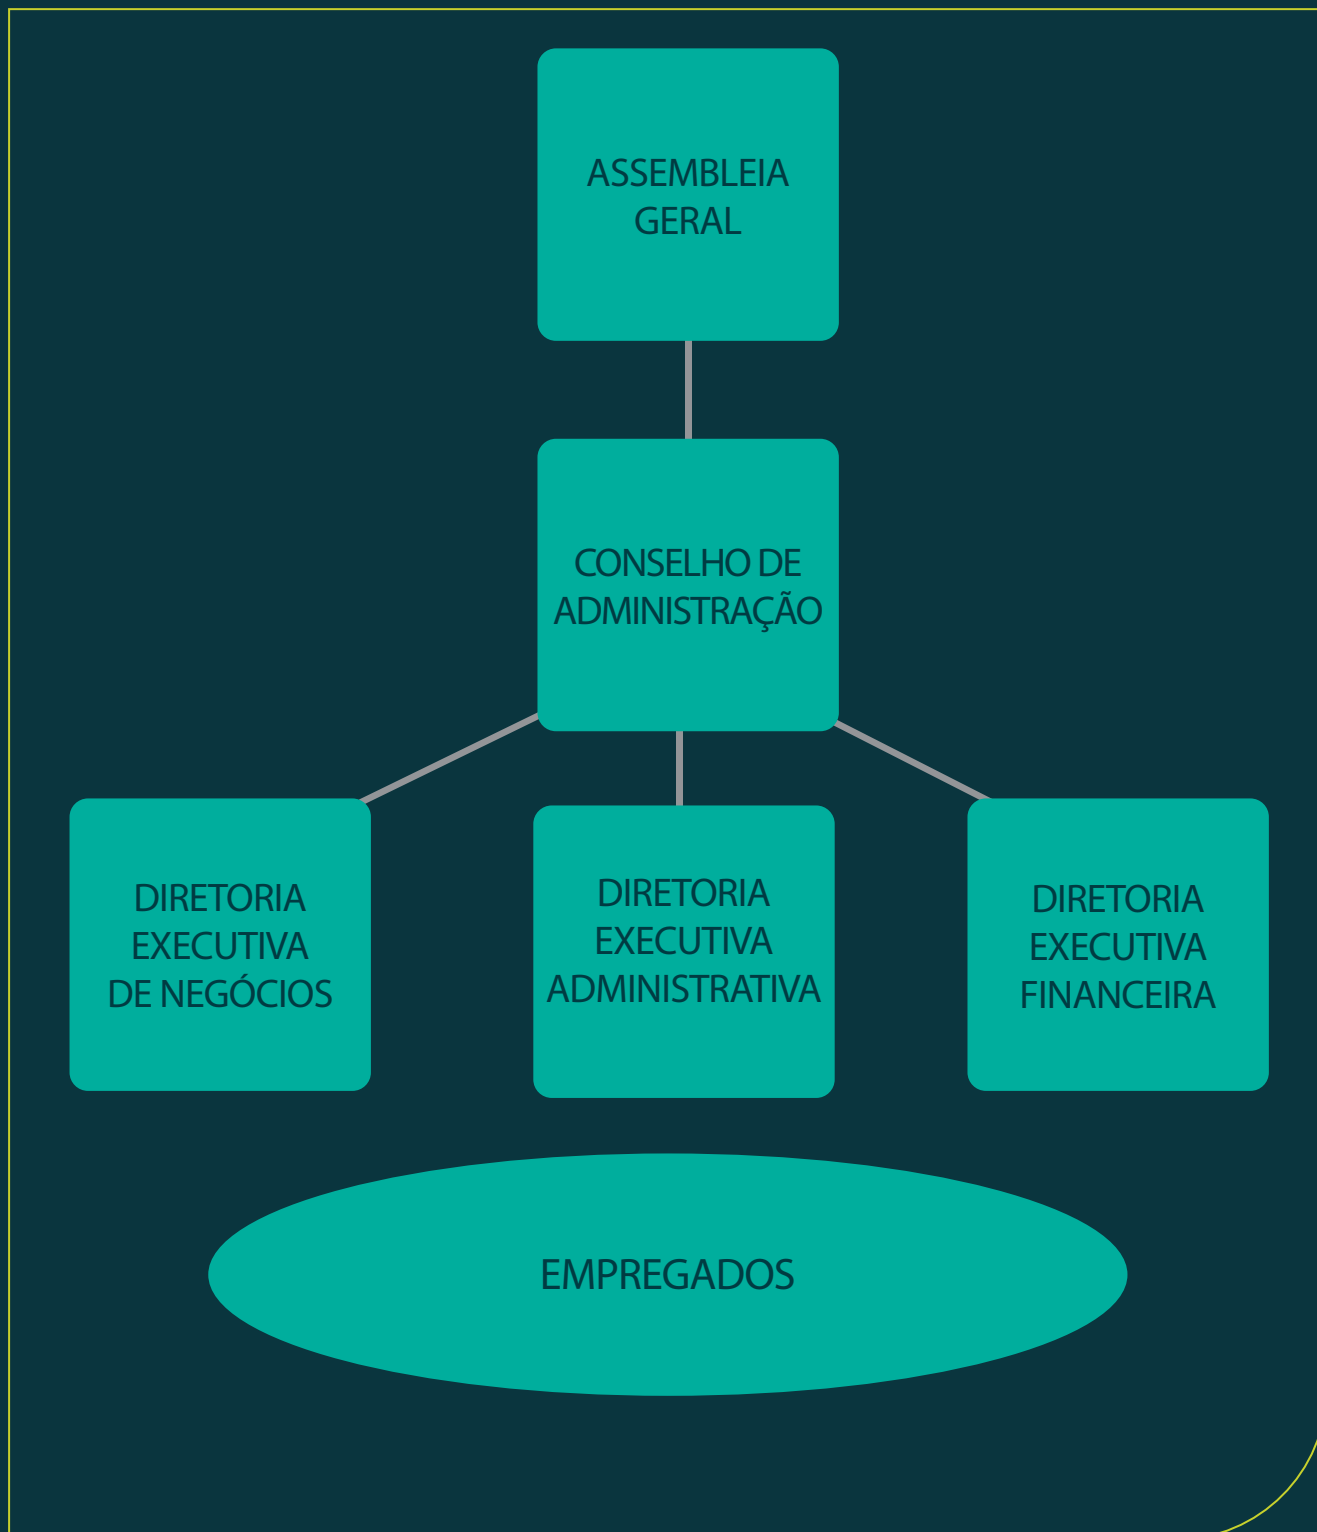 ASSEMBLEIA
GERAL
CONSELHO DE
ADMINISTRAÇÃO
DIRETORIA
EXECUTIVA
DE NEGÓCIOS
DIRETORIA
EXECUTIVA
ADMINISTRATIVA
DIRETORIA
EXECUTIVA
FINANCEIRA
EMPREGADOS